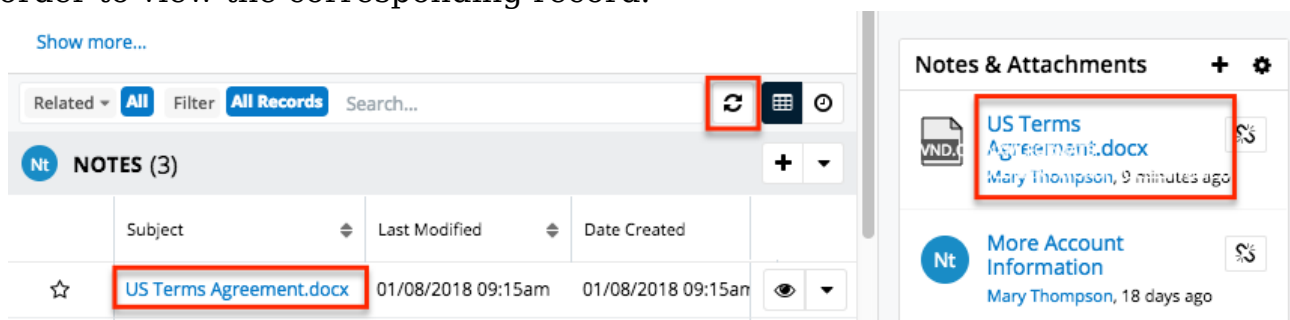 order to view the corresponding record.
Show more...
Related All Filter All Records Search...
Nt NOTES (3)
Subject Last Modified Date Created
US Terms Agreement.docx 01/08/2018 09:15am 01/08/2018 09:15am
Notes & Attachments
US Terms
Agreement.docx
Mary Thompson, 9 minutes ago
Nt More Account
Information
Mary Thompson, 18 days ago